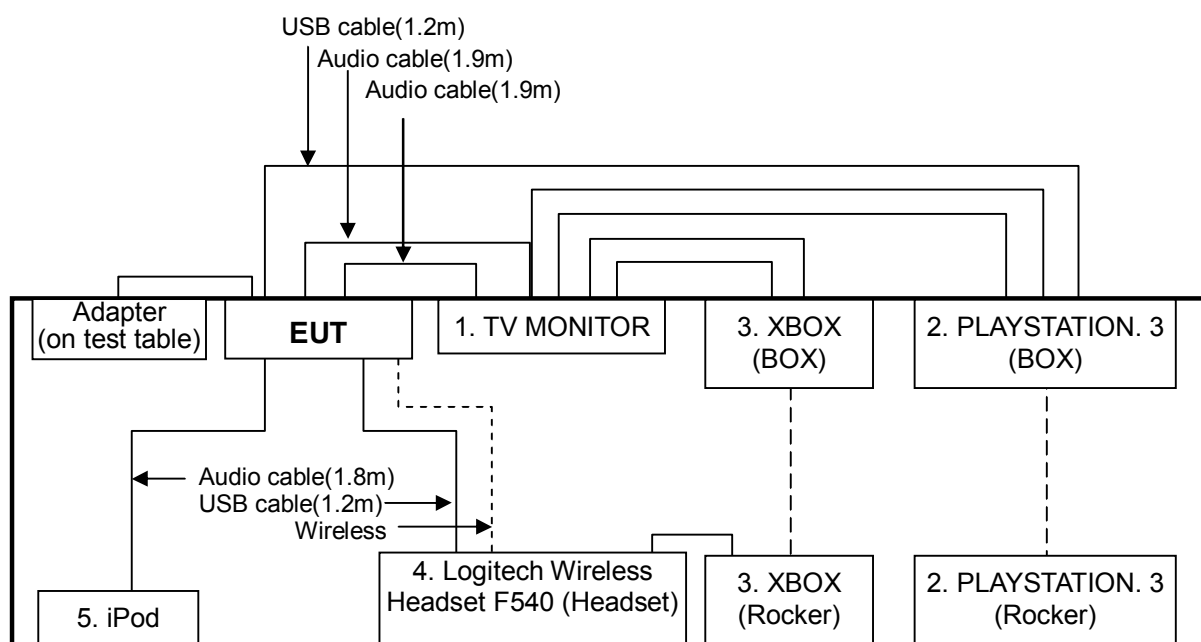 USB cable(1.2m)
Audio cable(1.9m)
Audio cable(1.9m)
Adapter
(on test table)
EUT
1. TV MONITOR
3. XBOX
(BOX)
2. PLAYSTATION. 3
(BOX)
Audio cable(1.8m)
USB cable(1.2m)
Wireless
5. iPod
4. Logitech Wireless
Headset F540 (Headset)
3. XBOX
(Rocker)
2. PLAYSTATION. 3
(Rocker)